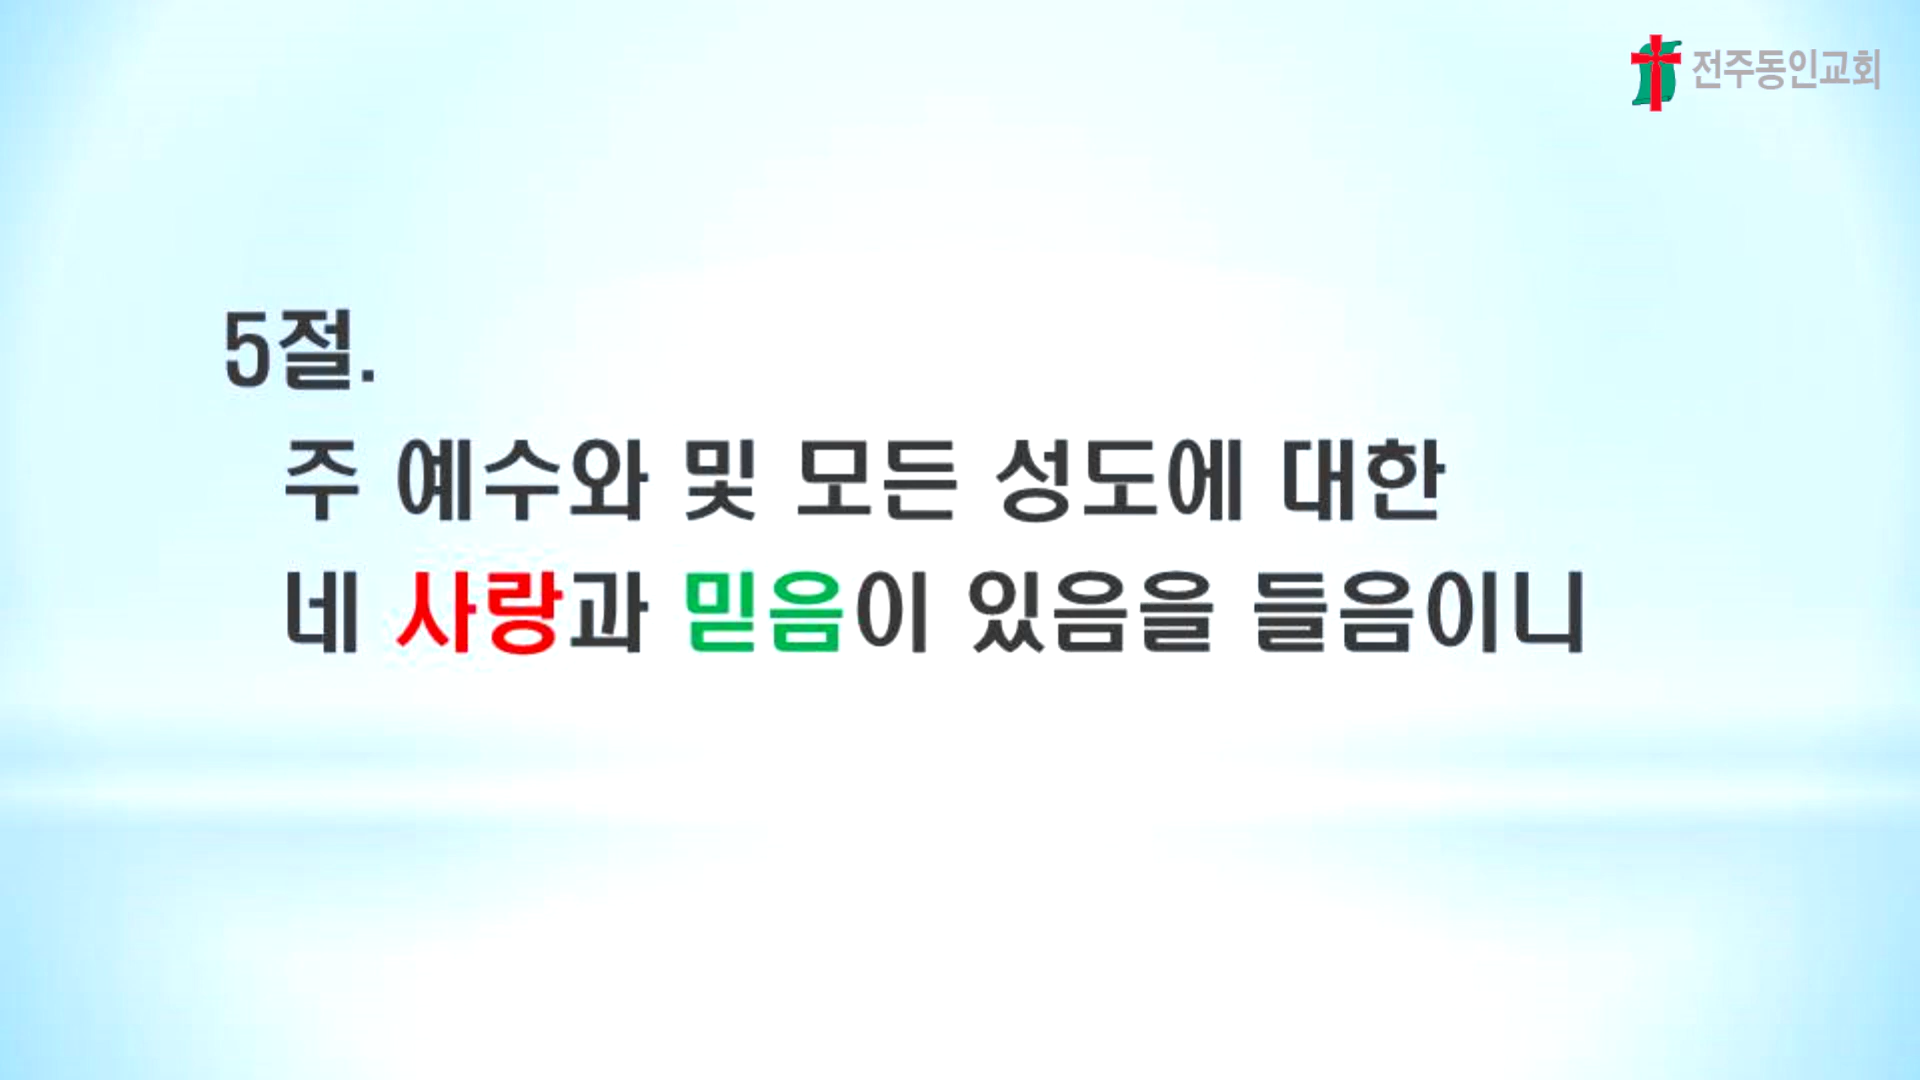 전주동인교회
5절.
주 예수와 및 모든 성도에 대한
네 사랑과 믿음이 있음을 들음이니